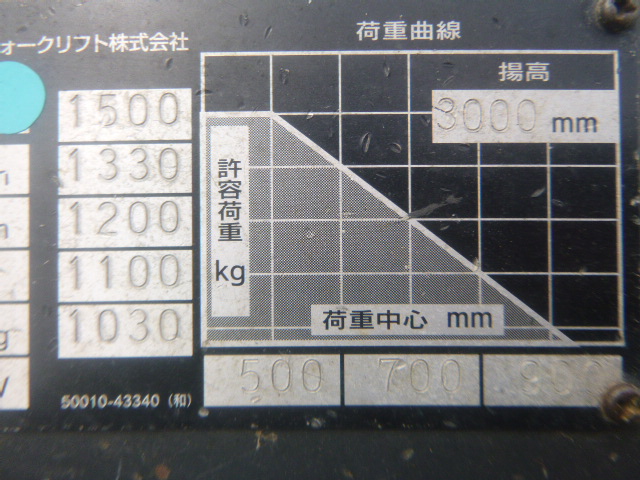 ォークリフト株式会社
荷重曲線
揚高
3000 mm
1500
1330
1200
1100
1030
許容荷重
kg
荷重中心 mm
500 700
50010-43340 (和)